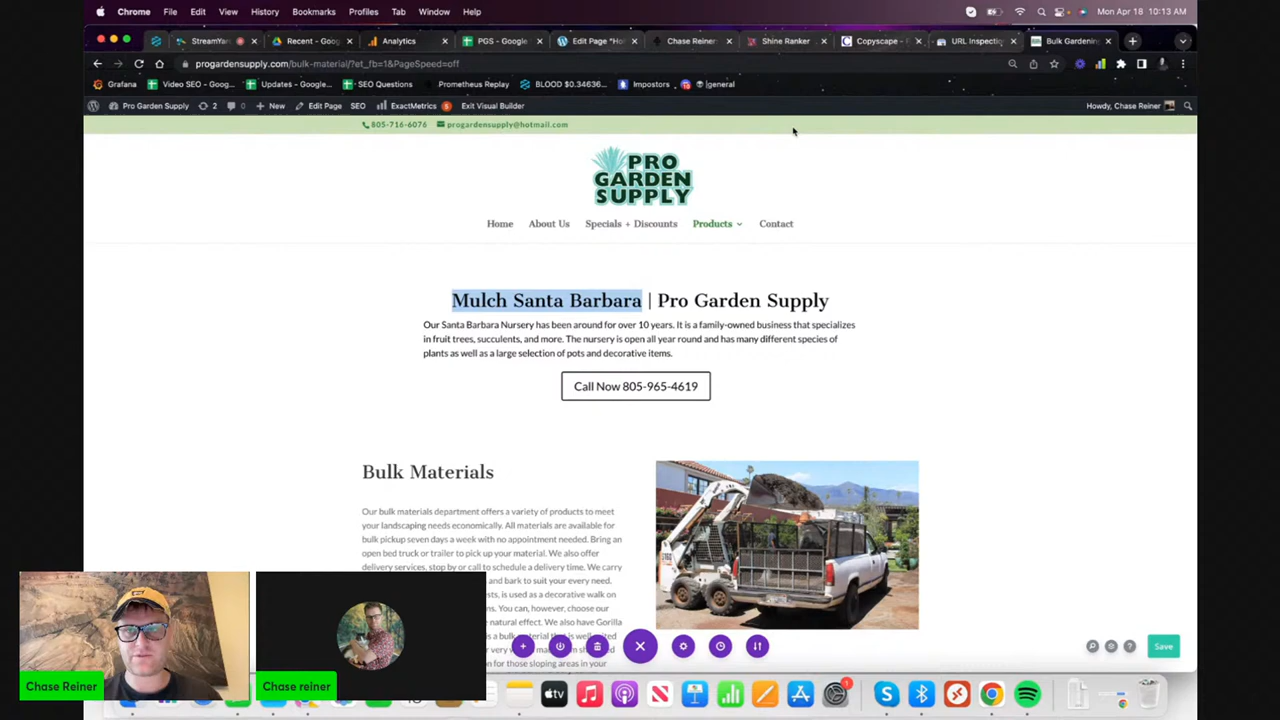 Chrome File Edit View History Bookmarks Profiles Tab Window Help Mon Apr 18 10:13 AM
StreamYard Recent - Goog Analytics PGS - Google Edit Page "Ho Chase Reiner Shine Ranker Copyscape - URL Inspectio Bulk Gardening
progardensupply.com/bulk-material/?et_fb=1&PageSpeed=off
Grafana Video SEO - Goog... Updates - Google... SEO Questions Prometheus Replay BLOOD $0.34636... Impostors general
Pro Garden Supply 2 0 New Edit Page SEO ExactMetrics 5 Exit Visual Builder Howdy, Chase Reiner
805-716-6076 progardensupply@hotmail.com
PRO
GARDEN
SUPPLY
Home About Us Specials + Discounts Products Contact
Mulch Santa Barbara | Pro Garden Supply
Our Santa Barbara Nursery has been around for over 10 years. It is a family-owned business that specializes
in fruit trees, succulents, and more. The nursery is open all year round and has many different species of
plants as well as a large selection of pots and decorative items.
Call Now 805-965-4619
Bulk Materials
Our bulk materials department offers a variety of products to meet
your landscaping needs economically. All materials are available for
bulk pickup seven days a week with no appointment needed. Bring an
open bed truck or trailer to pick up your material. We also offer
delivery services, stop by or call to schedule a delivery time. We carry
and bark to suit your every need.
ists, is used as a decorative walk on
ns. You can, however, choose our
natural effect. We also have Gorilla
is a bulk material that is well suited
r very
n for those sloping areas in your
Save
Chase Reiner
Chase reiner
tv
1